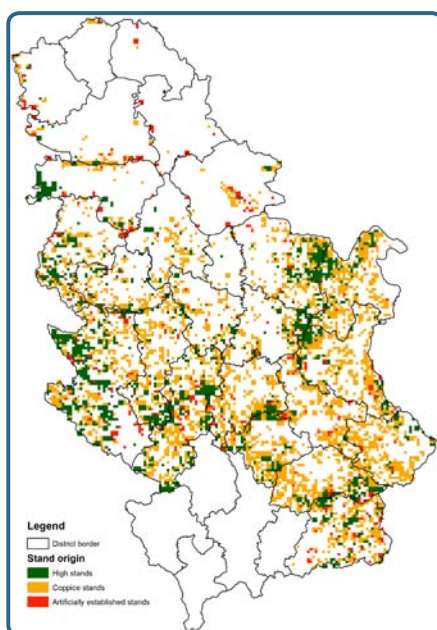 Legend
District border
Stand origin
High stands
Coppice stands
Artificially established stands